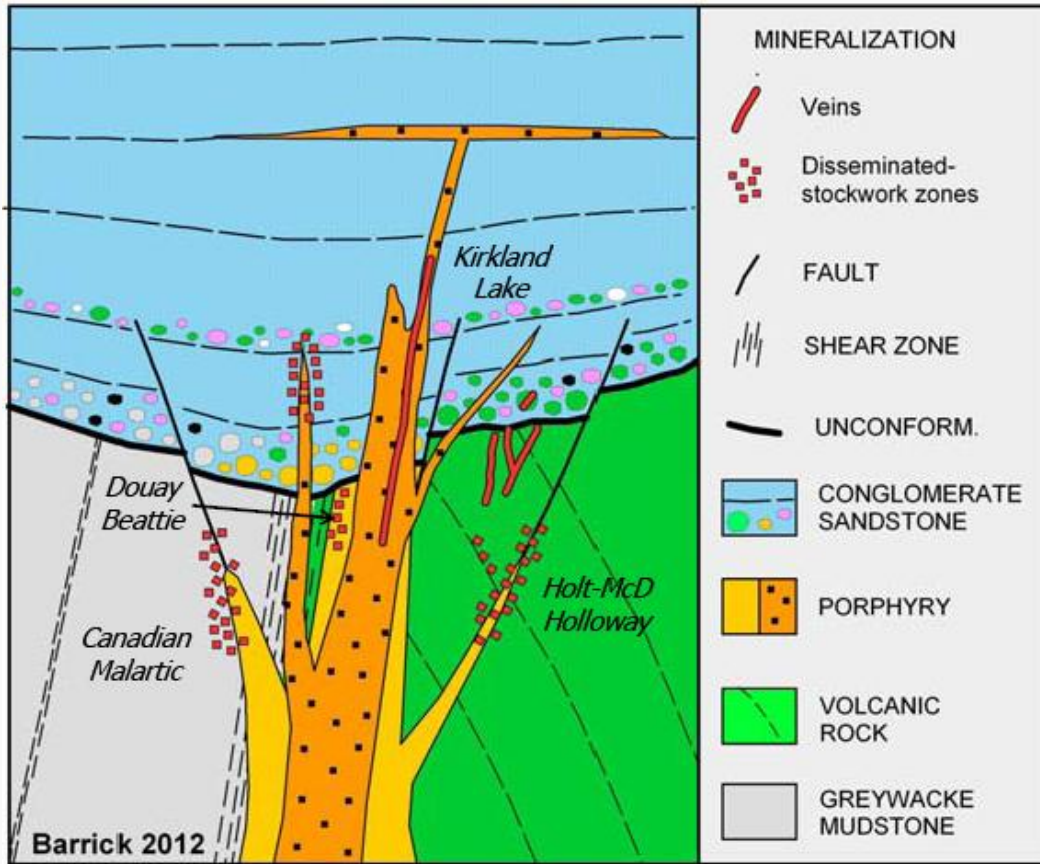 Kirkland
Lake
Douay
Beattie
Canadian
Malartic
Holt-McD
Holloway
Barrick 2012
MINERALIZATION
Veins
Disseminated-
stockwork zones
FAULT
SHEAR ZONE
UNCONFORM.
CONGLOMERATE
SANDSTONE
PORPHYRY
VOLCANIC
ROCK
GREYWACKE
MUDSTONE